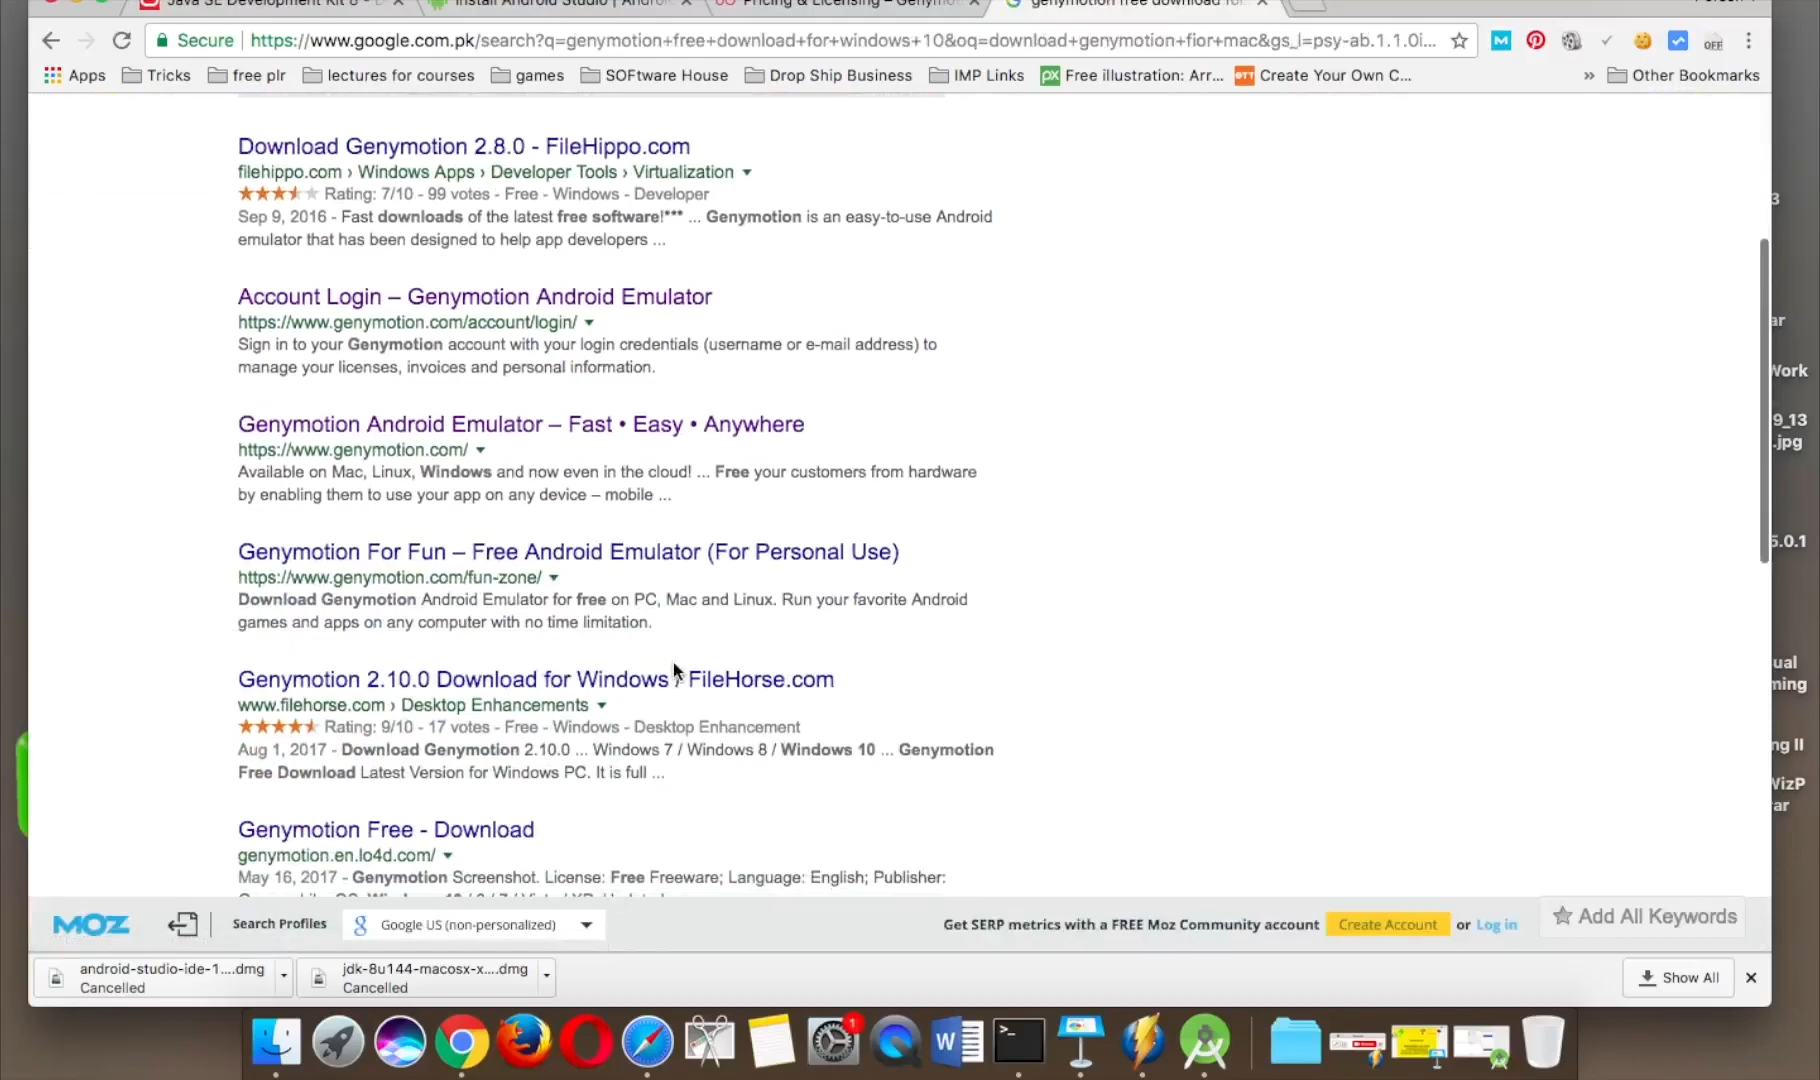 Java SE Development Kit 8 - D
Install Android Studio | Androi
Pricing & Licensing – Genymot
genymotion free download for
Secure | https://www.google.com.pk/search?q=genymotion+free+download+for+windows+10&oq=download+genymotion+fior+mac&gs_l=psy-ab.1.1.0i...
OFF
Apps Tricks free plr lectures for courses games SOFtware House Drop Ship Business IMP Links Free illustration: Arr... Create Your Own C... » Other Bookmarks
Download Genymotion 2.8.0 - FileHippo.com
filehippo.com › Windows Apps › Developer Tools › Virtualization
Rating: 7/10 - 99 votes - Free - Windows - Developer
Sep 9, 2016 - Fast downloads of the latest free software!*** ... Genymotion is an easy-to-use Android
emulator that has been designed to help app developers ...
Account Login – Genymotion Android Emulator
https://www.genymotion.com/account/login/
Sign in to your Genymotion account with your login credentials (username or e-mail address) to
manage your licenses, invoices and personal information.
Genymotion Android Emulator – Fast • Easy • Anywhere
https://www.genymotion.com/
Available on Mac, Linux, Windows and now even in the cloud! ... Free your customers from hardware
by enabling them to use your app on any device – mobile ...
Genymotion For Fun – Free Android Emulator (For Personal Use)
https://www.genymotion.com/fun-zone/
Download Genymotion Android Emulator for free on PC, Mac and Linux. Run your favorite Android
games and apps on any computer with no time limitation.
Genymotion 2.10.0 Download for Windows / FileHorse.com
www.filehorse.com › Desktop Enhancements
Rating: 9/10 - 17 votes - Free - Windows - Desktop Enhancement
Aug 1, 2017 - Download Genymotion 2.10.0 ... Windows 7 / Windows 8 / Windows 10 ... Genymotion
Free Download Latest Version for Windows PC. It is full ...
Genymotion Free - Download
genymotion.en.lo4d.com/
May 16, 2017 - Genymotion Screenshot. License: Free Freeware; Language: English; Publisher:
MOZ Search Profiles Google US (non-personalized) Get SERP metrics with a FREE Moz Community account Create Account or Log in Add All Keywords
android-studio-ide-1....dmg
Cancelled
jdk-8u144-macosx-x....dmg
Cancelled
Show All
3
ar
Work
9_13
.jpg
5.0.1
ual
ming
ng II
WizP
ar
1